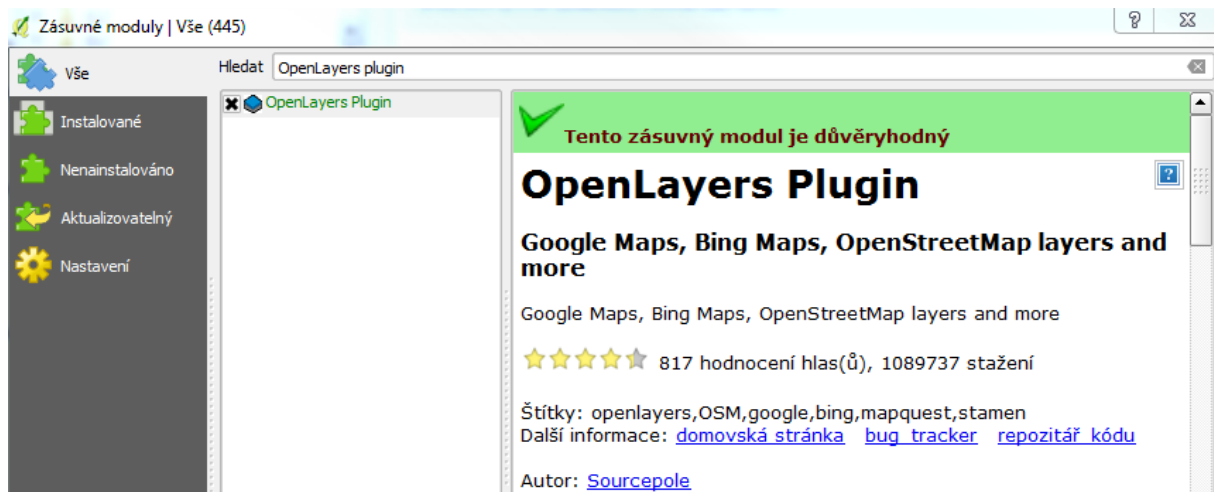 Zásuvné moduly | Vše (445)
Vše
Instalované
Nenainstalováno
Aktualizovatelný
Nastavení
Hledat OpenLayers plugin
OpenLayers Plugin
Tento zásuvný modul je důvěryhodný
OpenLayers Plugin
Google Maps, Bing Maps, OpenStreetMap layers and
more
Google Maps, Bing Maps, OpenStreetMap layers and more
817 hodnocení hlas(ů), 1089737 stažení
Štítky: openlayers,OSM,google,bing,mapquest,stamen
Další informace: domovská stránka bug tracker repozitář kódu
Autor: Sourcepole